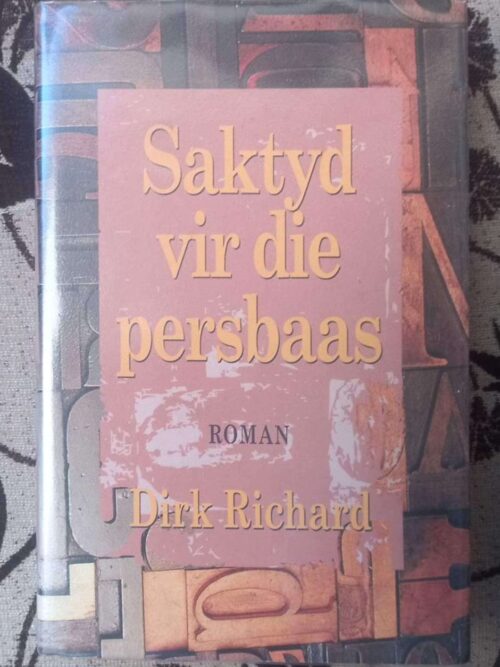 Saktyd
vir die
persbaas
ROMAN
Dirk Richard